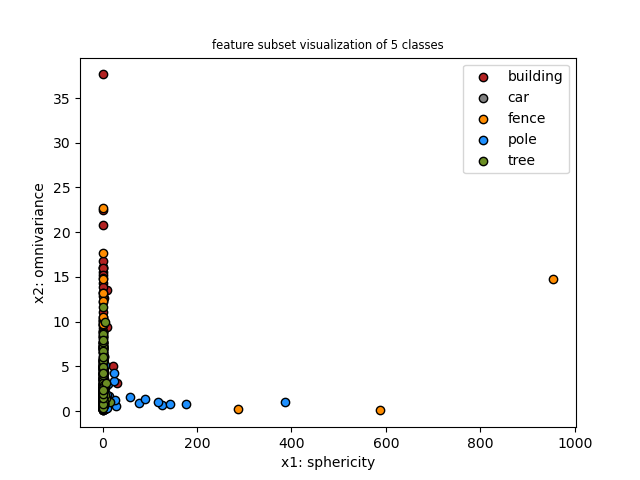 feature subset visualization of 5 classes
building
car
fence
pole
tree
35
30
25
20
15
10
5
0
x2: omnivariance
0 200 400 600 800 1000
x1: sphericity